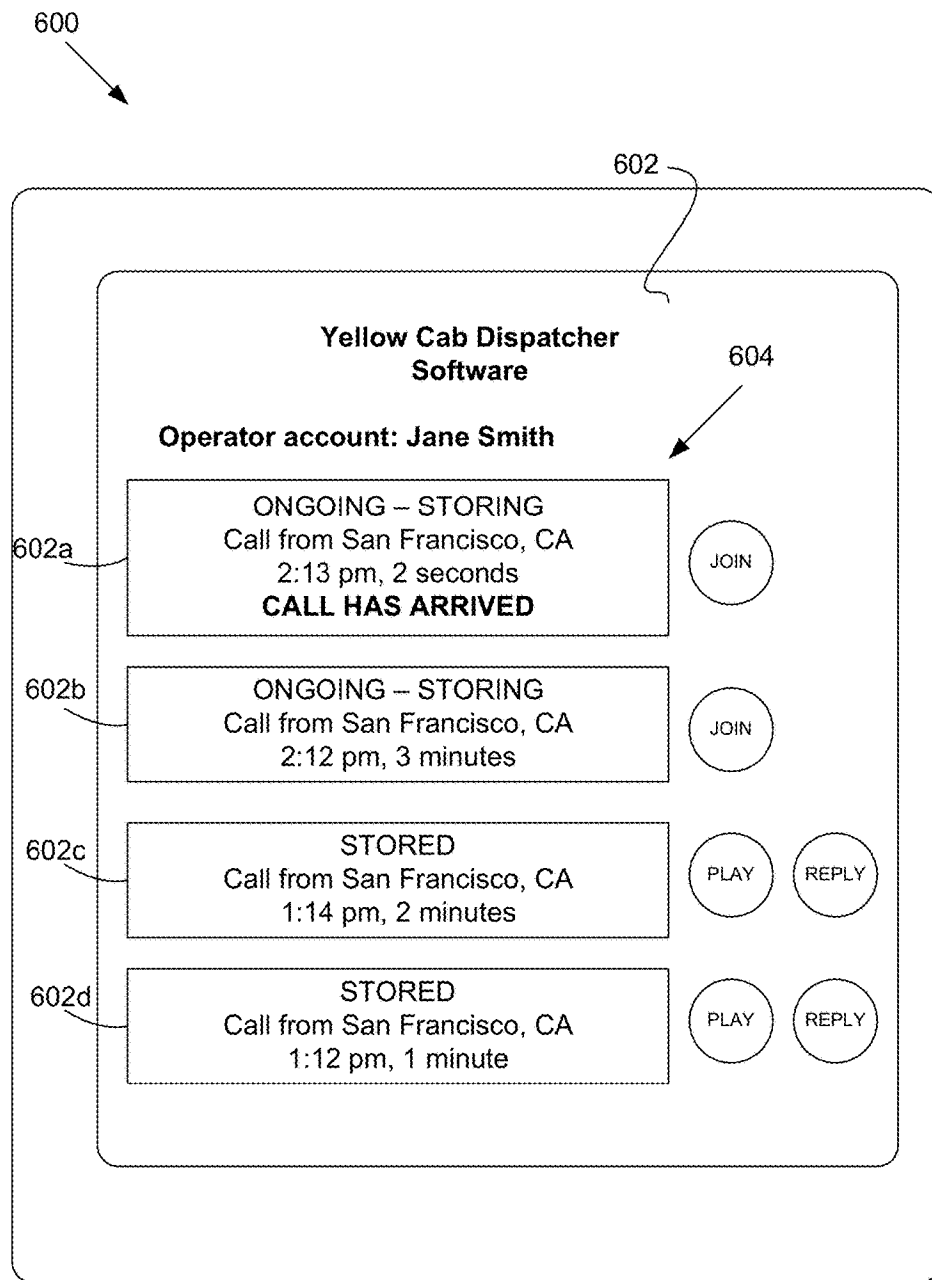 600
602
Yellow Cab Dispatcher
Software
604
Operator account: Jane Smith
602a
ONGOING – STORING
Call from San Francisco, CA
2:13 pm, 2 seconds
CALL HAS ARRIVED
JOIN
602b
ONGOING – STORING
Call from San Francisco, CA
2:12 pm, 3 minutes
JOIN
602c
STORED
Call from San Francisco, CA
1:14 pm, 2 minutes
PLAY
REPLY
602d
STORED
Call from San Francisco, CA
1:12 pm, 1 minute
PLAY
REPLY